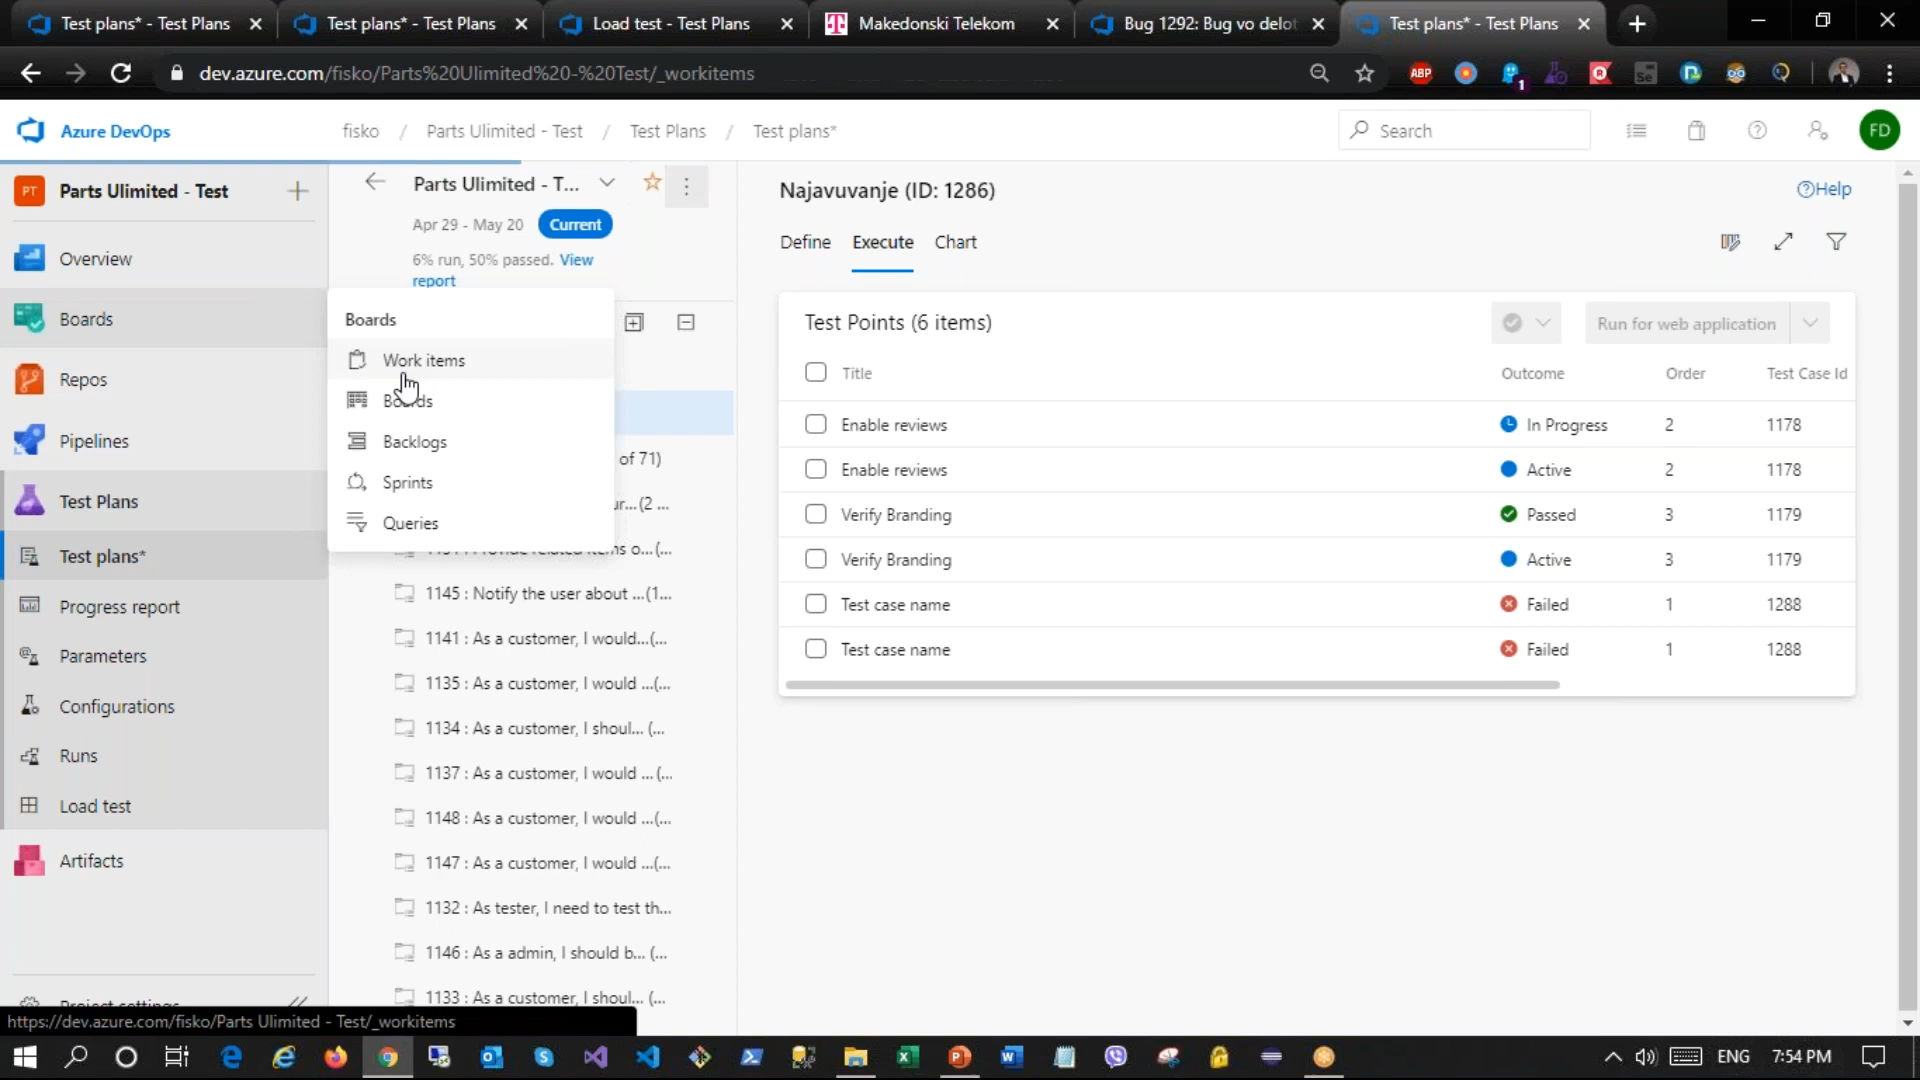 Test plans* - Test Plans
Test plans* - Test Plans
Load test - Test Plans
Makedonski Telekom
Bug 1292: Bug vo delot
Test plans* - Test Plans
dev.azure.com/fisko/Parts%20Ulimited%20-%20Test/_workitems
ABP
1
Azure DevOps
fisko / Parts Ulimited - Test / Test Plans / Test plans*
Search
FD
PT
Parts Ulimited - Test
Overview
Boards
Repos
Pipelines
Test Plans
Test plans*
Progress report
Parameters
Configurations
Runs
Load test
Artifacts
Project settings
Parts Ulimited - T...
Apr 29 - May 20 Current
6% run, 50% passed. View
report
Boards
Work items
Boards
Backlogs
Sprints
Queries
of 71)
ur...(2 ...
1145 : Notify the user about ...(1...
1141 : As a customer, I would...(...
1135 : As a customer, I would ...(...
1134 : As a customer, I shoul... (...
1137 : As a customer, I would ...(...
1148 : As a customer, I would ...(...
1147 : As a customer, I would ...(...
1132 : As tester, I need to test th...
1146 : As a admin, I should b... (...
1133 : As a customer, I shoul... (...
Najavuvanje (ID: 1286)
Help
Define Execute Chart
Test Points (6 items)
Run for web application
Title Outcome Order Test Case Id
Enable reviews In Progress 2 1178
Enable reviews Active 2 1178
Verify Branding Passed 3 1179
Verify Branding Active 3 1179
Test case name Failed 1 1288
Test case name Failed 1 1288
https://dev.azure.com/fisko/Parts Ulimited - Test/_workitems
ENG
7:54 PM